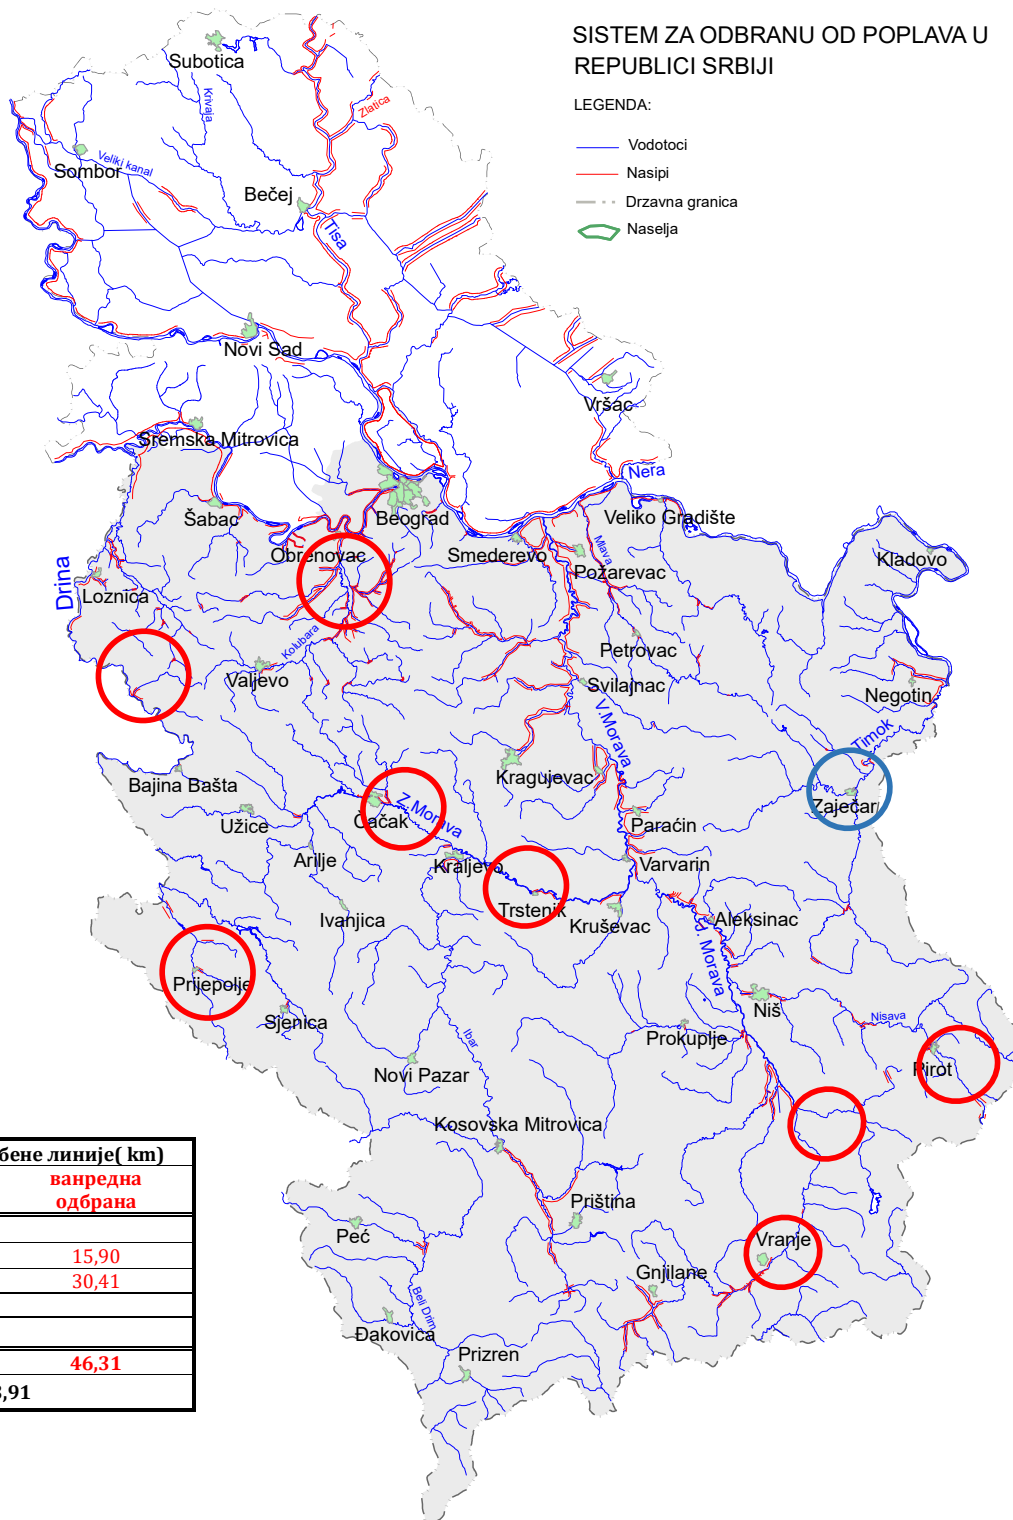 SISTEM ZA ODBRANU OD POPLAVA U
REPUBLICI SRBIJI
LEGENDA:
Vodotoci
Nasipi
Drzavna granica
Naselja
Subotica
Krivaja
Zlatica
Sombor
Veliki kanal
Bečej
Tisa
Novi Sad
Vršac
Sremska Mitrovica
Nera
Šabac
Beograd
Veliko Gradište
Obrenovac
Smederevo
Mlava
Požarevac
Kladovo
Drina
Loznica
Kolubara
Petrovac
Valjevo
Svilajnac
Negotin
V.Morava
Timok
Kragujevac
Bajina Bašta
Z.Morava
Zaječar
Čačak
Užice
Paraćin
Arilje
Kraljevo
Varvarin
Trstenik
Ivanjica
Kruševac
Aleksinac
J. Morava
Prijepolje
Sjenica
Niš
Nisava
Ibar
Prokuplje
Pirot
Novi Pazar
Kosovska Mitrovica
Priština
Peć
Vranje
Gnjilane
Beli Drim
Đakovica
Prizren
бене линије( km)
ванредна
одбрана
15,90
30,41
46,31
,91